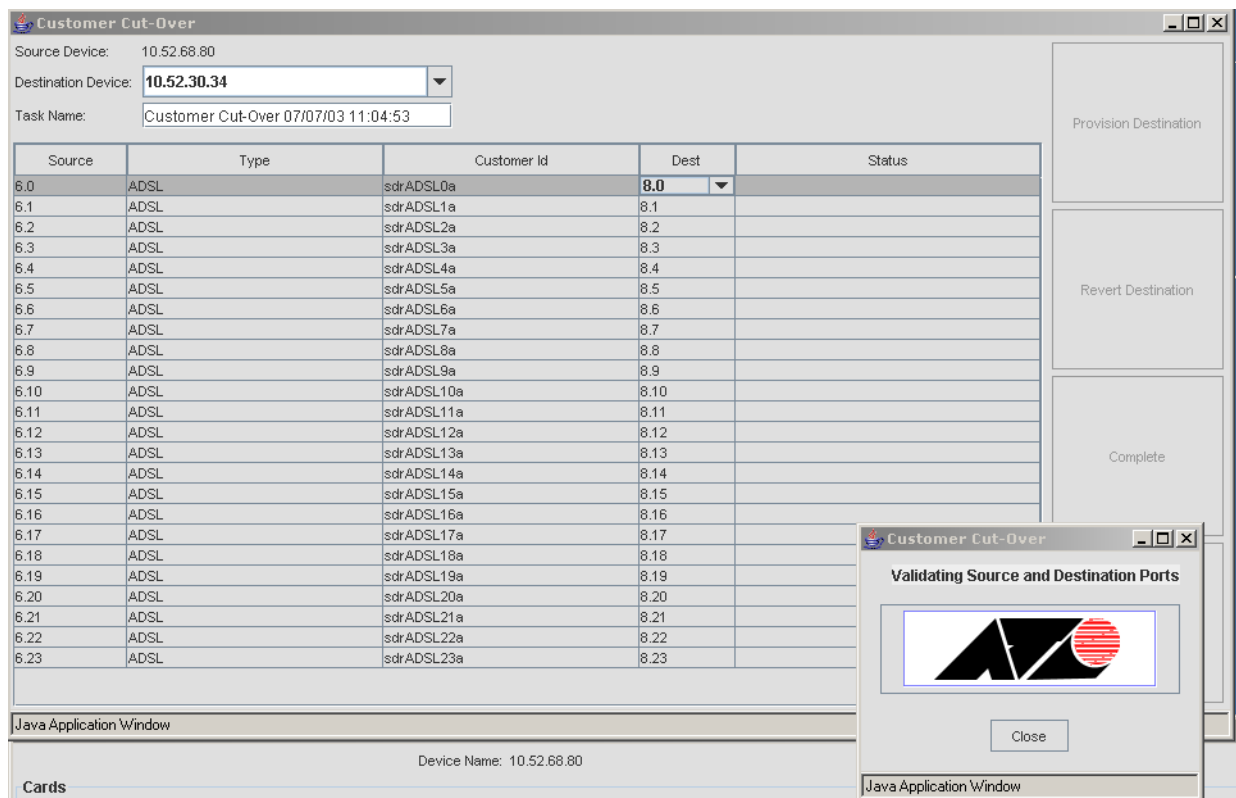 Customer Cut-Over
Source Device: 10.52.68.80
Destination Device: 10.52.30.34
Task Name: Customer Cut-Over 07/07/03 11:04:53
Source Type Customer Id Dest Status
6.0 ADSL sdrADSL0a 8.0
6.1 ADSL sdrADSL1a 8.1
6.2 ADSL sdrADSL2a 8.2
6.3 ADSL sdrADSL3a 8.3
6.4 ADSL sdrADSL4a 8.4
6.5 ADSL sdrADSL5a 8.5
6.6 ADSL sdrADSL6a 8.6
6.7 ADSL sdrADSL7a 8.7
6.8 ADSL sdrADSL8a 8.8
6.9 ADSL sdrADSL9a 8.9
6.10 ADSL sdrADSL10a 8.10
6.11 ADSL sdrADSL11a 8.11
6.12 ADSL sdrADSL12a 8.12
6.13 ADSL sdrADSL13a 8.13
6.14 ADSL sdrADSL14a 8.14
6.15 ADSL sdrADSL15a 8.15
6.16 ADSL sdrADSL16a 8.16
6.17 ADSL sdrADSL17a 8.17
6.18 ADSL sdrADSL18a 8.18
6.19 ADSL sdrADSL19a 8.19
6.20 ADSL sdrADSL20a 8.20
6.21 ADSL sdrADSL21a 8.21
6.22 ADSL sdrADSL22a 8.22
6.23 ADSL sdrADSL23a 8.23
Provision Destination
Revert Destination
Complete
Java Application Window
Customer Cut-Over
Validating Source and Destination Ports
Close
Java Application Window
Device Name: 10.52.68.80
Cards